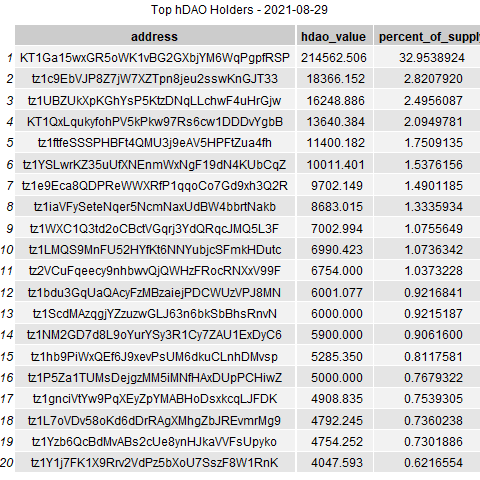 Top hDAO Holders - 2021-08-29
address hdao_value percent_of_supply
1 KT1Ga15wxGR5oWK1vBG2GXbjYM6WqPgpfRSP 214562.506 32.9538924
2 tz1c9EbVJP8Z7jW7XZTpn8jeu2sswKnGJT33 18366.152 2.8207920
3 tz1UBZUkXpKGhYsP5KtzDNqLLchwF4uHrGjw 16248.886 2.4956087
4 KT1QxLqukyfohPV5kPkw97Rs6cw1DDDvYgbB 13640.384 2.0949781
5 tz1ftfeSSSPHBFt4QMU3j9eAV5HPFtZua4fh 11400.182 1.7509135
6 tz1YSLwrKZ35uUfXNEnmWxNgF19dN4KUbCqZ 10011.401 1.5376156
7 tz1e9Eca8QDPReWWXRfP1qqoCo7Gd9xh3Q2R 9702.149 1.4901185
8 tz1iaVFySeteNqer5NcmNaxUdBW4bbrtNakb 8683.015 1.3335934
9 tz1WXC1Q3td2oCBctVGqrj3YdQRqcJMQ5L3F 7002.994 1.0755649
10 tz1LMQS9MnFU52HYfKt6NNYubjcSFmkHDutc 6990.423 1.0736342
11 tz2VCuFqeecy9nhbwvQjQWHzFRocRNXxV99F 6754.000 1.0373228
12 tz1bdu3GqUaQAcyFzMBzaiejPDCWUzVPJ8MN 6001.077 0.9216841
13 tz1ScdMAzqgjYZzuzwGLJ63n6bkSbBhsRnvN 6000.000 0.9215187
14 tz1NM2GD7d8L9oYurYSy3R1Cy7ZAU1ExDyC6 5900.000 0.9061600
15 tz1hb9PiWxQEf6J9xevPsUM6dkuCLnhDMvsp 5285.350 0.8117581
16 tz1P5Za1TUMsDejgzMM5iMNfHAxDUpPCHiwZ 5000.000 0.7679322
17 tz1gnciVtYw9PqXEyZpYMABHoDsxkcqLJFDK 4908.835 0.7539305
18 tz1L7oVDv58oKd6dDrRAgXMhgZbJREvmrMg9 4792.245 0.7360238
19 tz1Yzb6QcBdMvABs2cUe8ynHJkaVVFsUpyko 4754.252 0.7301886
20 tz1Y1j7FK1X9Rrv2VdPz5bXoU7SszF8W1RnK 4047.593 0.6216554